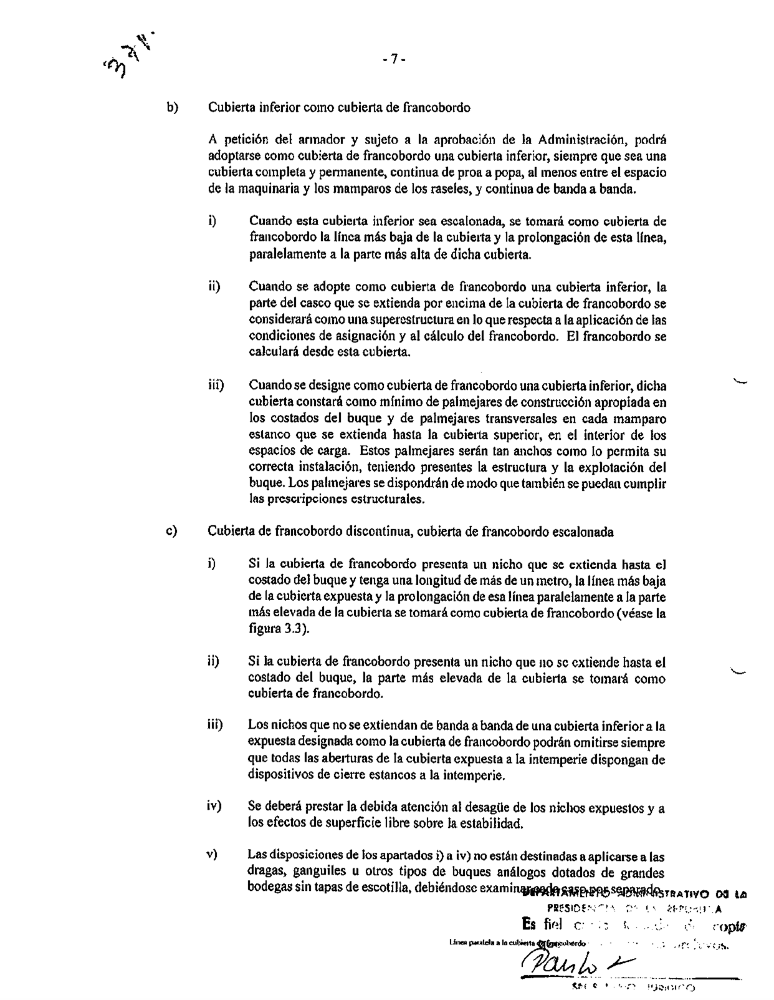 - 7 -
b) Cubierta inferior como cubierta de francobordo
A petición del armador y sujeto a la aprobación de la Administración, podrá
adoptarse como cubierta de francobordo una cubierta inferior, siempre que sea una
cubierta completa y permanente, continua de proa a popa, al menos entre el espacio
de la maquinaria y los mamparos de los raseles, y continua de banda a banda.
i) Cuando esta cubierta inferior sea escalonada, se tomará como cubierta de
francobordo la línea más baja de la cubierta y la prolongación de esta línea,
paralelamente a la parte más alta de dicha cubierta.
ii) Cuando se adopte como cubierta de francobordo una cubierta inferior, la
parte del casco que se extienda por encima de la cubierta de francobordo se
considerará como una superestructura en lo que respecta a la aplicación de las
condiciones de asignación y al cálculo del francobordo. El francobordo se
calculará desde esta cubierta.
iii) Cuando se designe como cubierta de francobordo una cubierta inferior, dicha
cubierta constará como mínimo de palmejares de construcción apropiada en
los costados del buque y de palmejares transversales en cada mamparo
estanco que se extienda hasta la cubierta superior, en el interior de los
espacios de carga. Estos palmejares serán tan anchos como lo permita su
correcta instalación, teniendo presentes la estructura y la explotación del
buque. Los palmejares se dispondrán de modo que también se puedan cumplir
las prescripciones estructurales.
c) Cubierta de francobordo discontinua, cubierta de francobordo escalonada
i) Si la cubierta de francobordo presenta un nicho que se extienda hasta el
costado del buque y tenga una longitud de más de un metro, la línea más baja
de la cubierta expuesta y la prolongación de esa línea paralelamente a la parte
más elevada de la cubierta se tomará como cubierta de francobordo (véase la
figura 3.3).
ii) Si la cubierta de francobordo presenta un nicho que no se extiende hasta el
costado del buque, la parte más elevada de la cubierta se tomará como
cubierta de francobordo.
iii) Los nichos que no se extiendan de banda a banda de una cubierta inferior a la
expuesta designada como la cubierta de francobordo podrán omitirse siempre
que todas las aberturas de la cubierta expuesta a la intemperie dispongan de
dispositivos de cierre estancos a la intemperie.
iv) Se deberá prestar la debida atención al desagüe de los nichos expuestos y a
los efectos de superficie libre sobre la estabilidad.
v) Las disposiciones de los apartados i) a iv) no están destinadas a aplicarse a las
dragas, ganguiles u otros tipos de buques análogos dotados de grandes
bodegas sin tapas de escotilla, debiéndose examinar cada caso por separado.
DEPARTAMENTO ADMINISTRATIVO DE LA
PRESIDENCIA DE LA REPUBLICA
Es fiel
Línea paralela a la cubierta de francobordo
JURIDICO